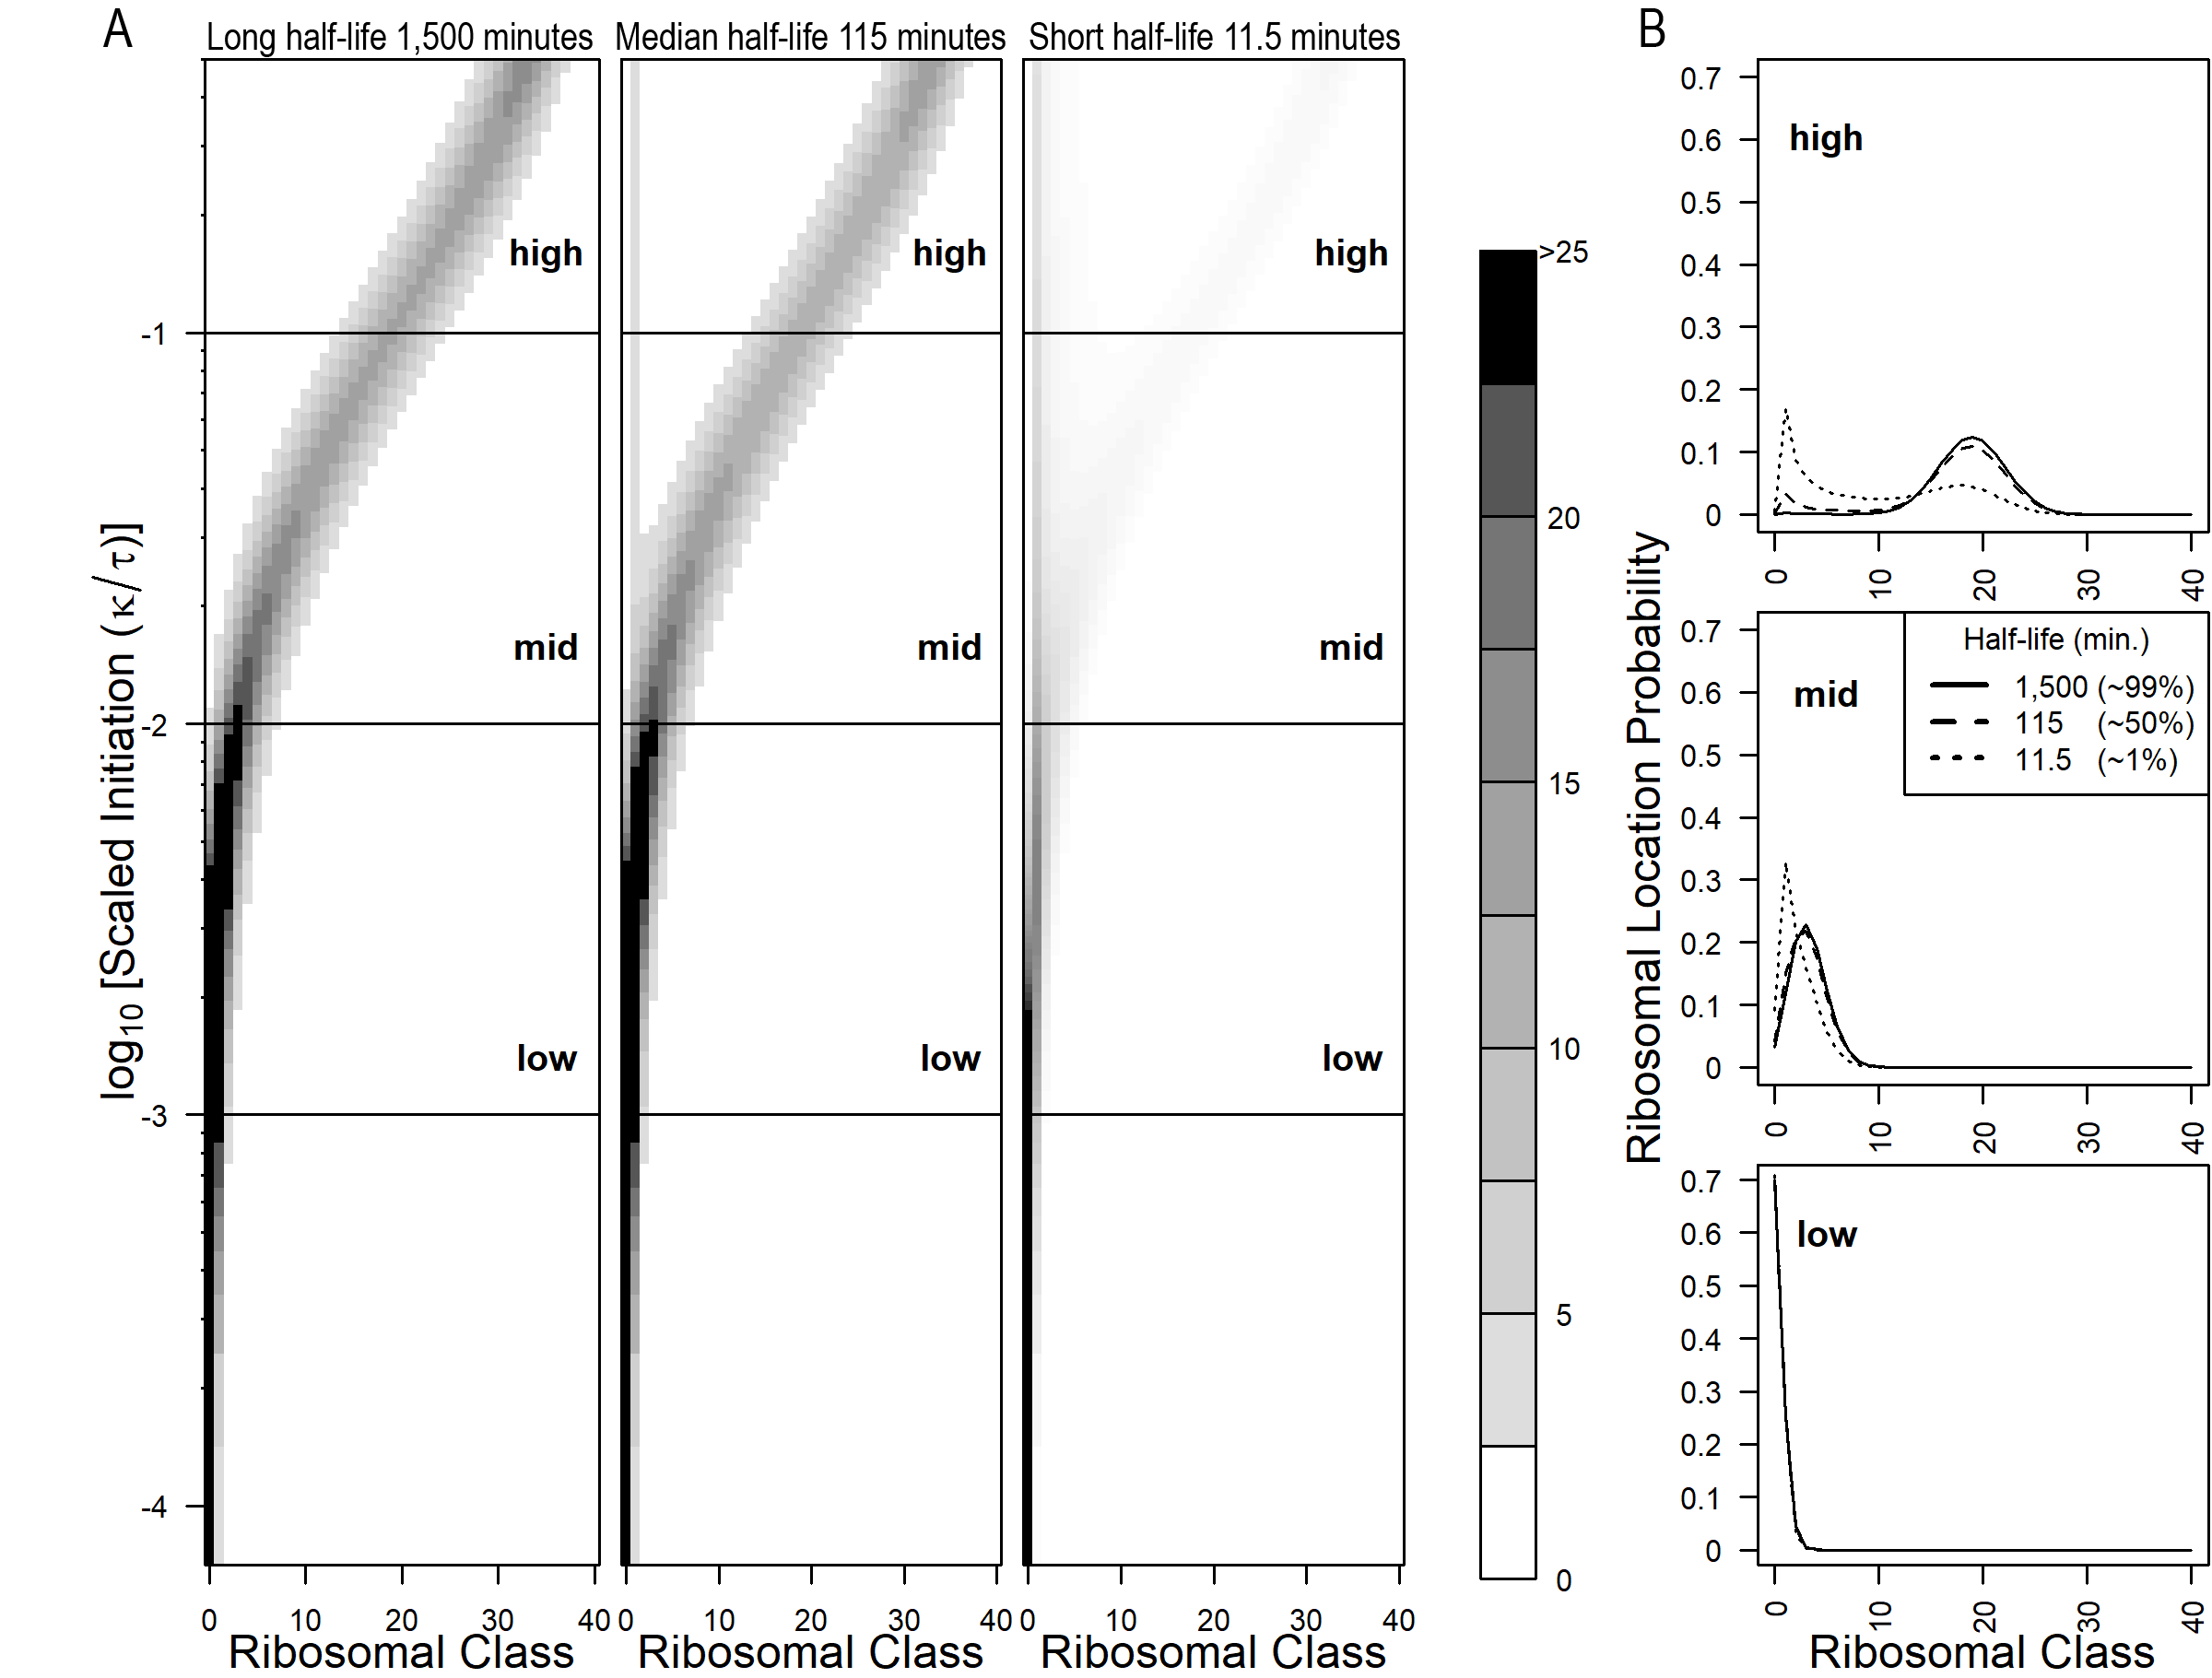 A
Long half-life 1,500 minutes
Median half-life 115 minutes
Short half-life 11.5 minutes
log10 [Scaled Initiation (κ/τ)]
-1
-2
-3
-4
high
mid
low
high
mid
low
high
mid
low
0 10 20 30 40
0 10 20 30 40
0 10 20 30 40
Ribosomal Class
Ribosomal Class
Ribosomal Class
>25
20
15
10
5
0
B
Ribosomal Location Probability
0.7
0.6
0.5
0.4
0.3
0.2
0.1
0
high
0 10 20 30 40
0.7
0.6
0.5
0.4
0.3
0.2
0.1
0
mid
Half-life (min.)
1,500 (~99%)
115 (~50%)
11.5 (~1%)
0 10 20 30 40
0.7
0.6
0.5
0.4
0.3
0.2
0.1
0
low
0 10 20 30 40
Ribosomal Class